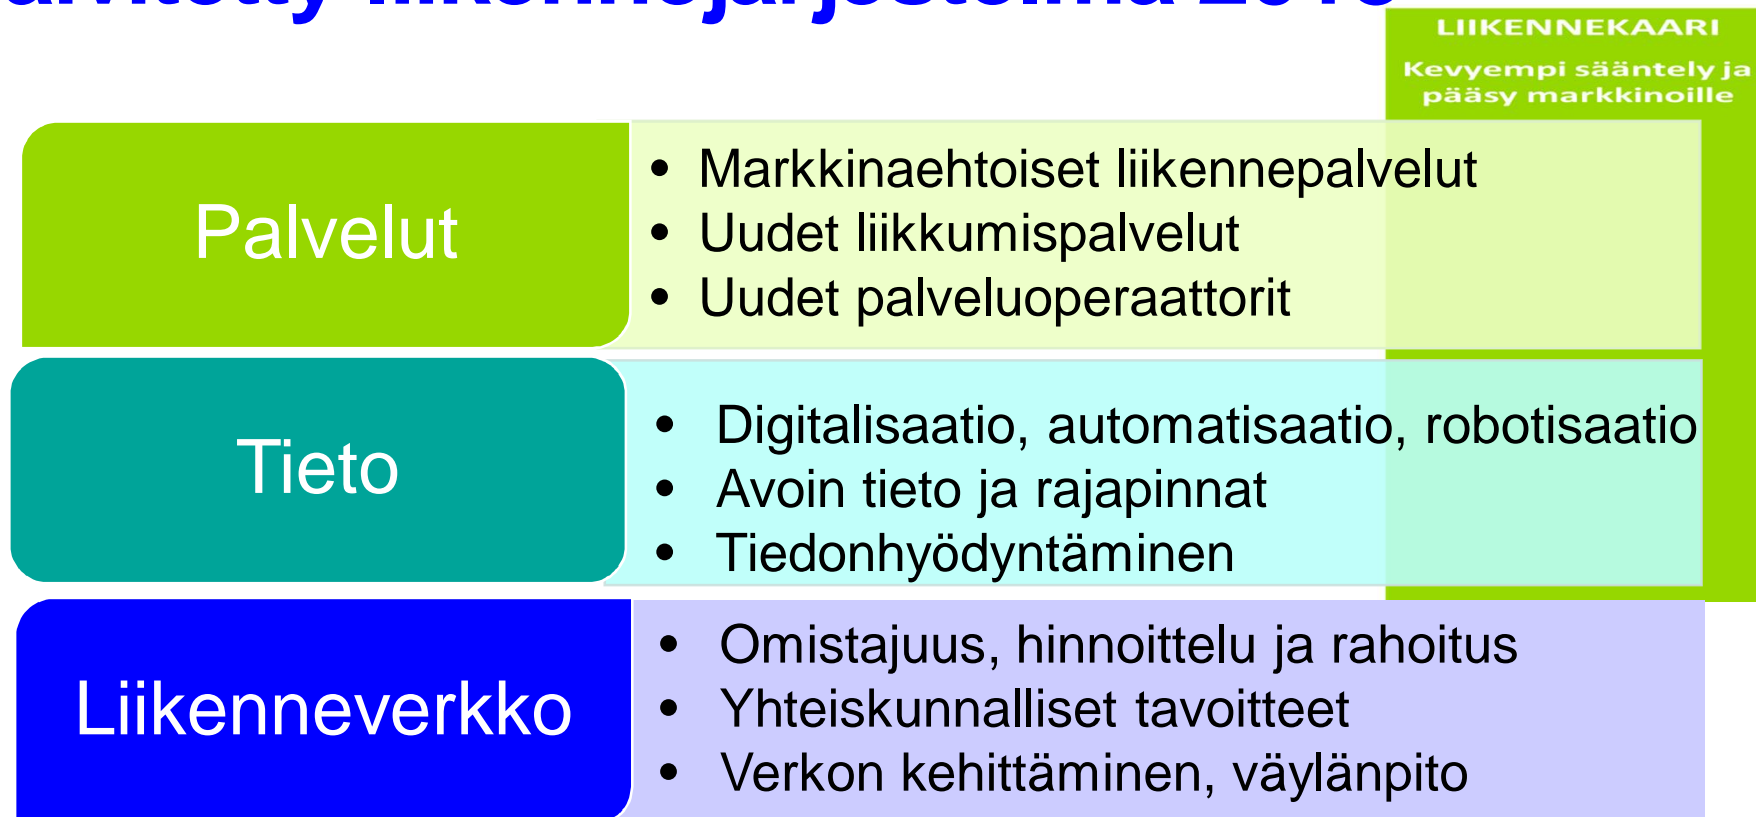 liikennejärjestelmä
LIIKENNEKAARI
Kevyempi sääntely ja
pääsy markkinoille
Palvelut
• Markkinaehtoiset liikennepalvelut
• Uudet liikkumispalvelut
• Uudet palveluoperaattorit
Tieto
• Digitalisaatio, automatisaatio, robotisaatio
• Avoin tieto ja rajapinnat
• Tiedonhyödyntäminen
Liikenneverkko
• Omistajuus, hinnoittelu ja rahoitus
• Yhteiskunnalliset tavoitteet
• Verkon kehittäminen, väylänpito